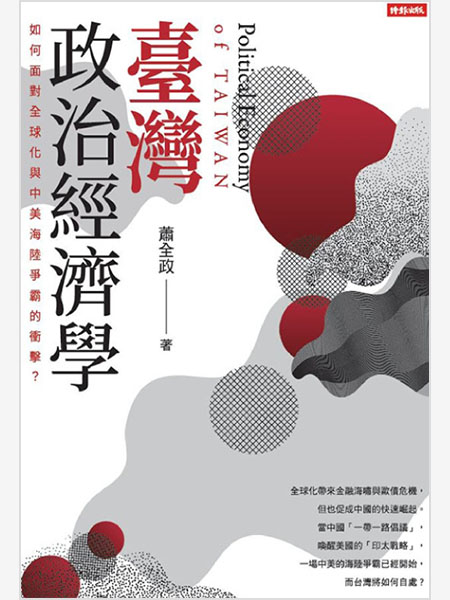 時報出版
臺灣
政治經濟學
Political Economy
of TAIWAN
如何面對全球化與中美海陸爭霸的衝擊？
蕭全政
著
全球化帶來金融海嘯與歐債危機，
但也促成中國的快速崛起。
當中國「一帶一路倡議」，
喚醒美國的「印太戰略」，
一場中美的海陸爭霸已經開始，
而台灣將如何自處？